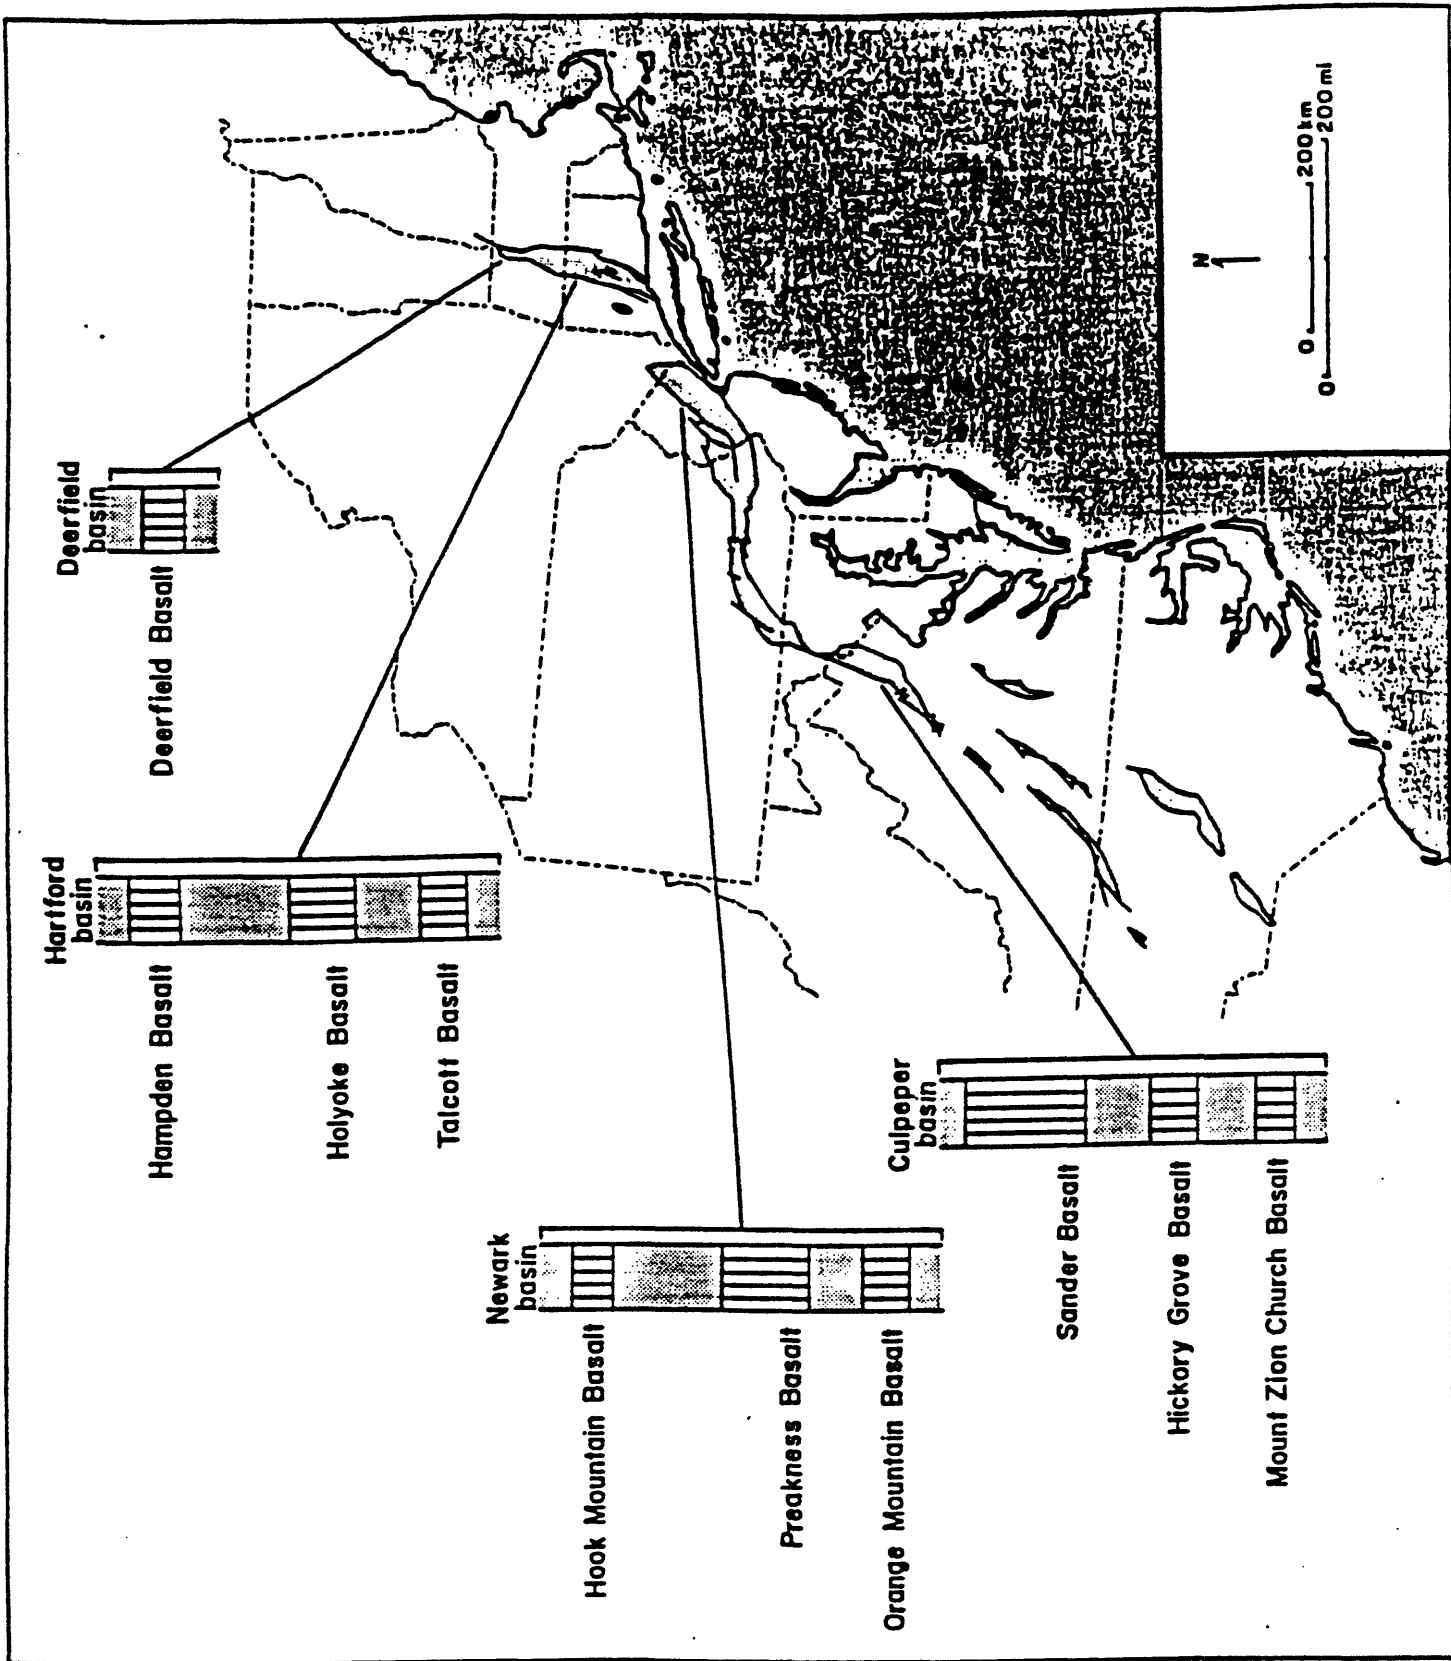 Deerfield
basin
Deerfield Basalt
Hartford
basin
Hampden Basalt
Holyoke Basalt
Talcott Basalt
Newark
basin
Hook Mountain Basalt
Preakness Basalt
Orange Mountain Basalt
Culpeper
basin
Sander Basalt
Hickory Grove Basalt
Mount Zion Church Basalt
N
0 200 km
0 200 mi